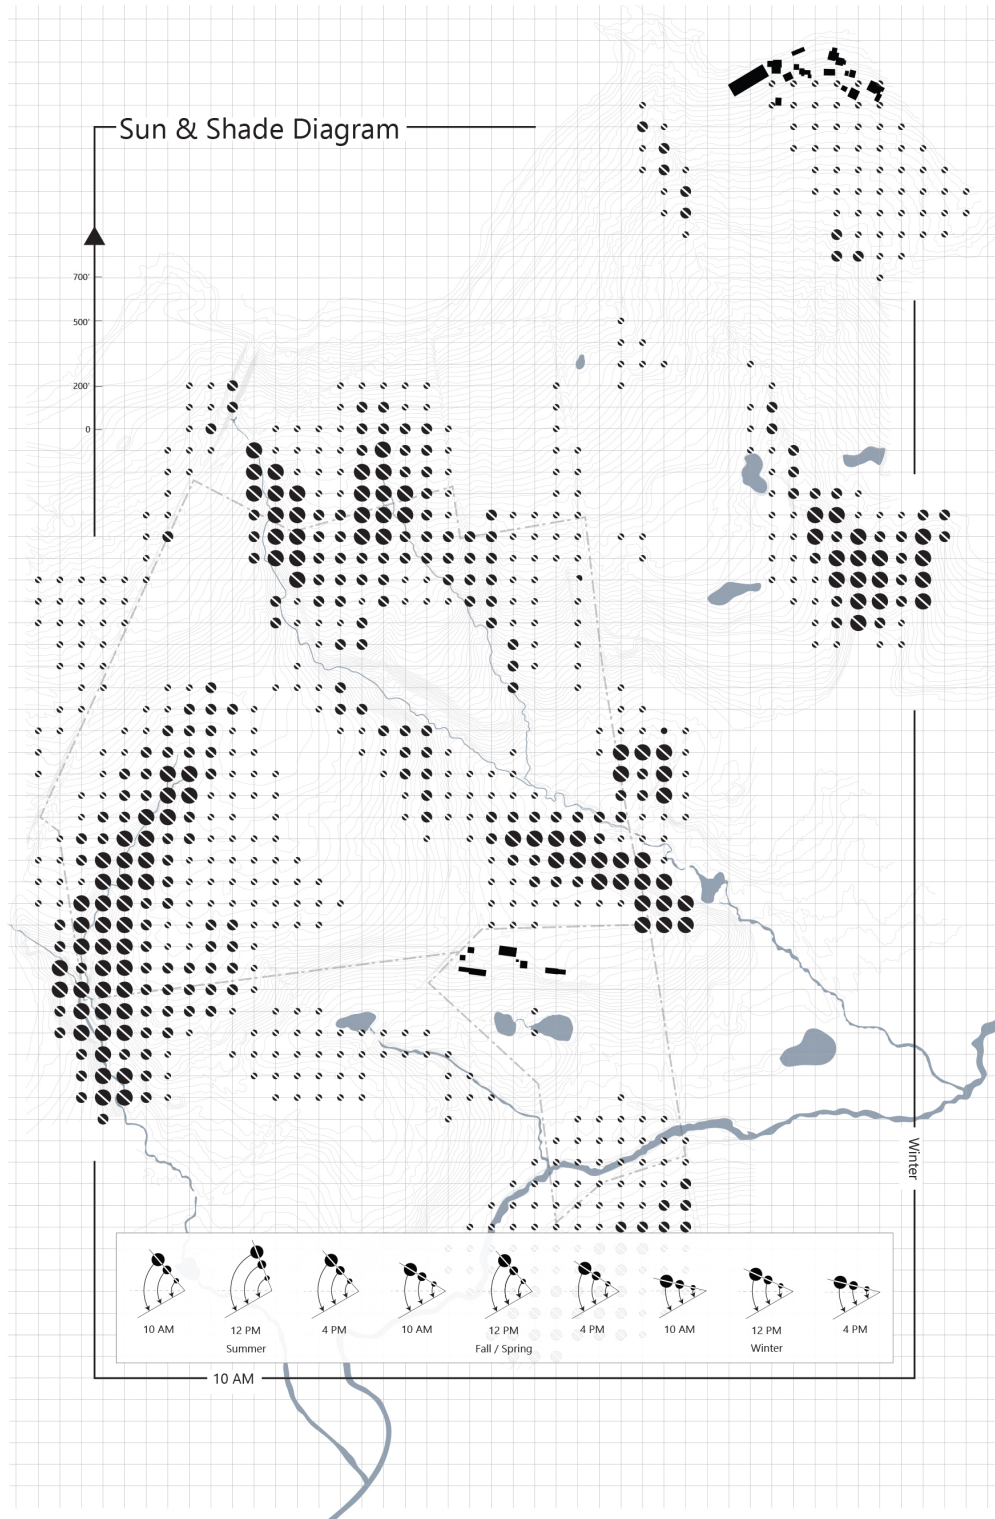 Sun & Shade Diagram
700'
500'
200'
0
Winter
10 AM
12 PM
4 PM
10 AM
12 PM
4 PM
10 AM
12 PM
4 PM
Summer
Fall / Spring
Winter
10 AM